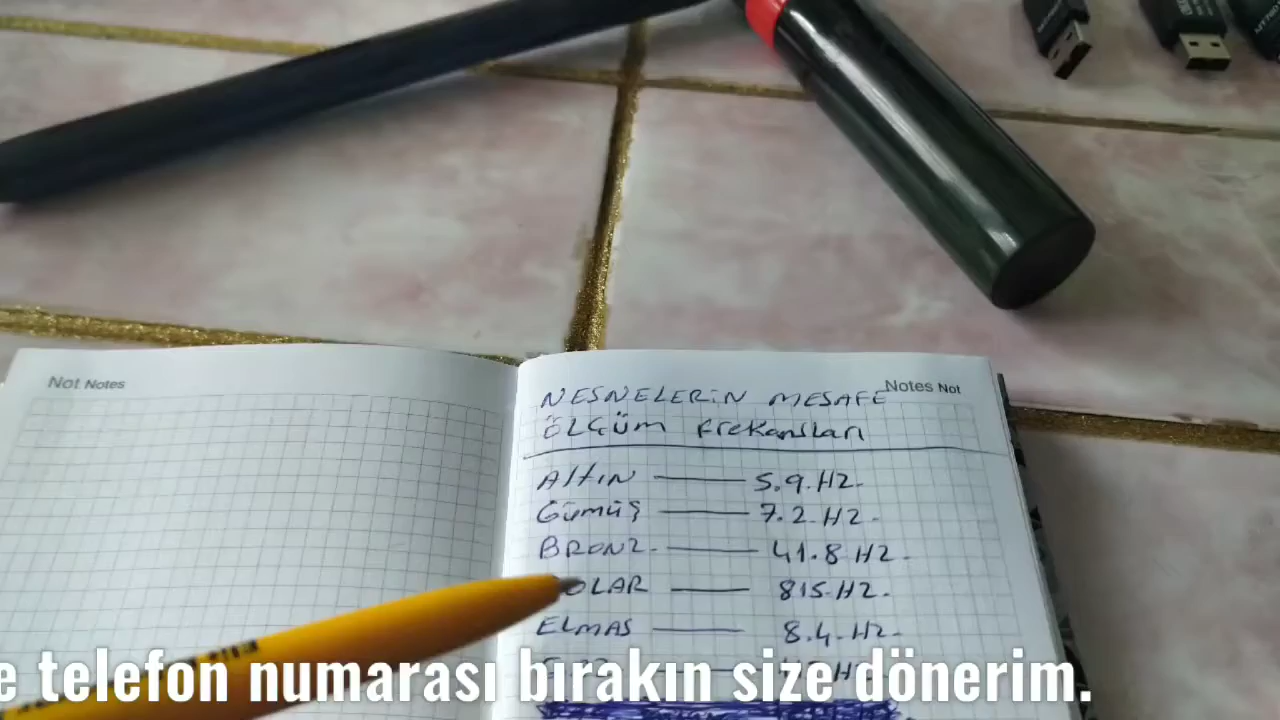 Not Notes
Notes Not
NESNELERİN MESAFE
ÖLÇÜM Frekansları
Altın —— 5.9.HZ.
Gümüş —— 7.2.HZ.
BRONZ. —— 41.8 HZ.
OLAR —— 815.HZ.
ELMAS —— 8.4.HZ.
e telefon numarası bırakın size dönerim.